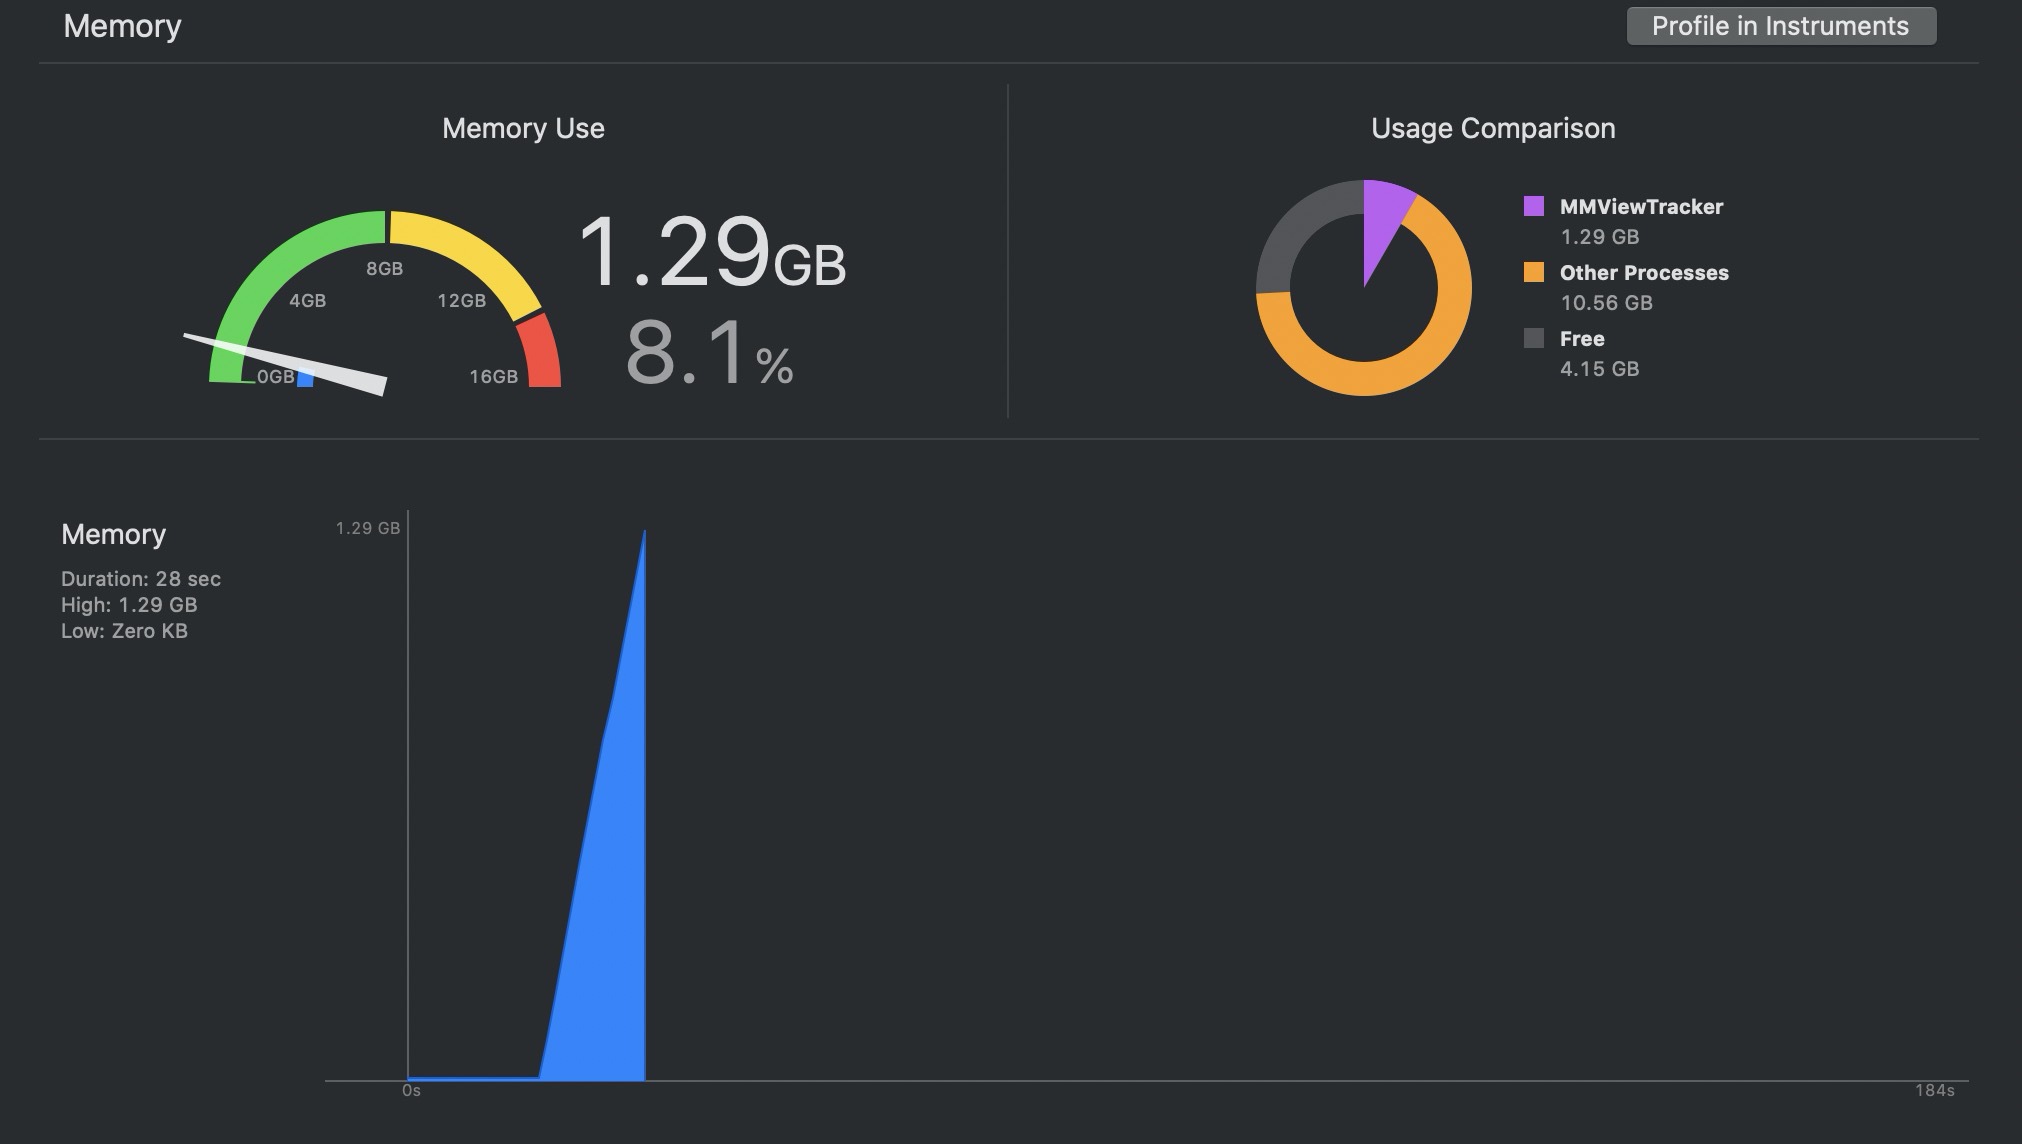 Memory
Profile in Instruments
Memory Use
Usage Comparison
0GB
4GB
8GB
12GB
16GB
1.29GB
8.1%
MMViewTracker
1.29 GB
Other Processes
10.56 GB
Free
4.15 GB
Memory
Duration: 28 sec
High: 1.29 GB
Low: Zero KB
1.29 GB
0s
184s